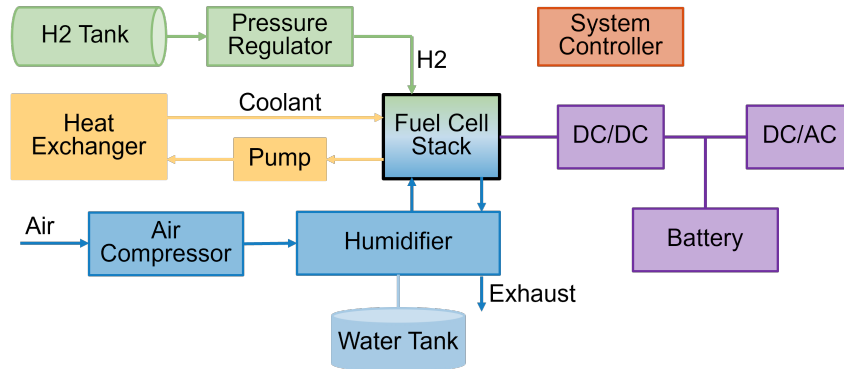 H2 Tank
Pressure
Regulator
System
Controller
H2
Coolant
Heat
Exchanger
Pump
Fuel Cell
Stack
DC/DC
DC/AC
Air
Air
Compressor
Humidifier
Battery
Exhaust
Water Tank